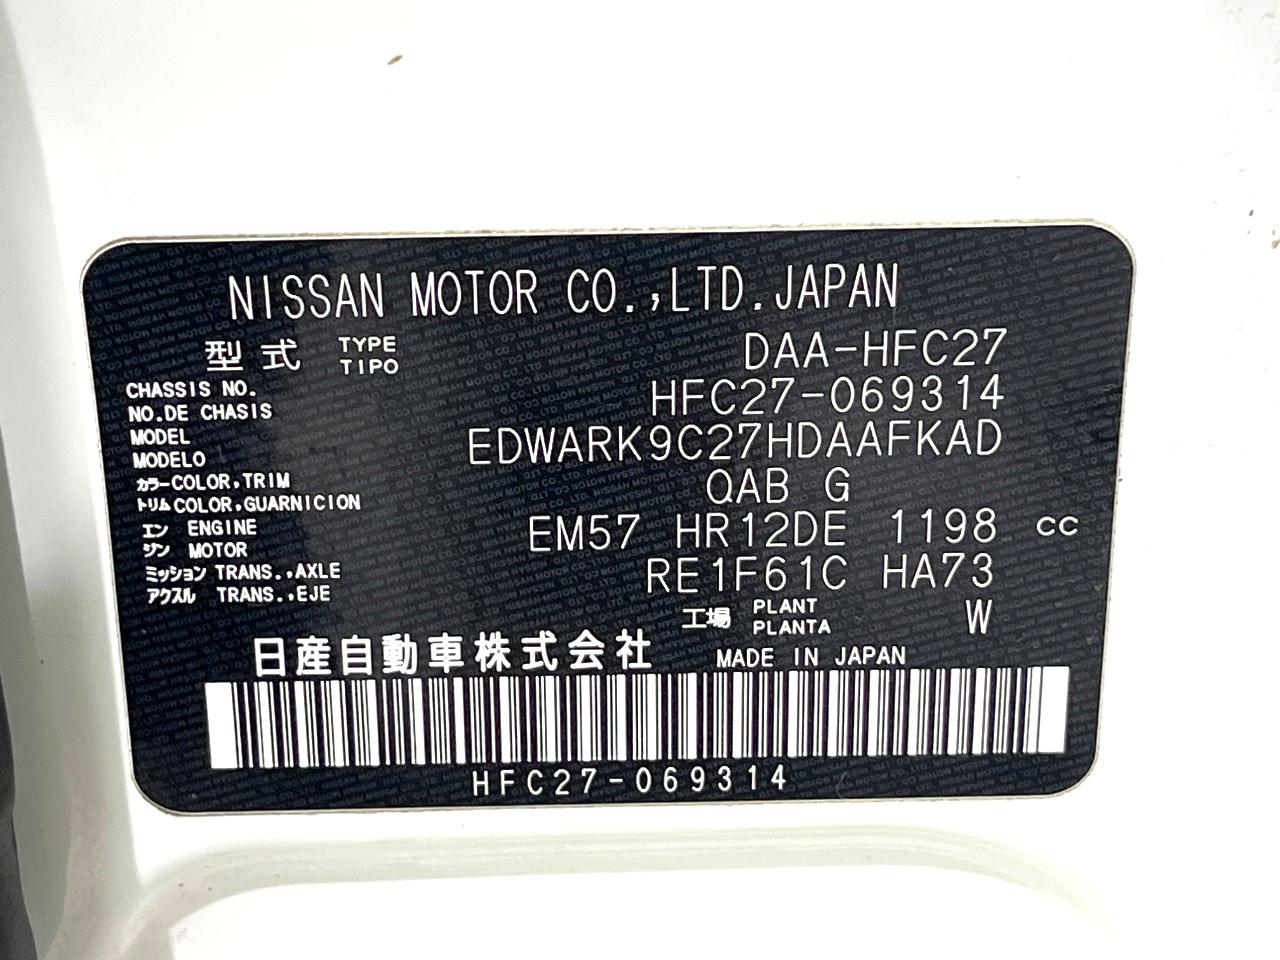 NISSAN MOTOR CO.,LTD.JAPAN
型式 TYPE TIPO DAA-HFC27
CHASSIS NO. NO.DE CHASIS HFC27-069314
MODEL MODELO EDWARK9C27HDAAFKAD
カラー COLOR,TRIM QAB G
トリム COLOR,GUARNICION
エン ENGINE EM57 HR12DE 1198 cc
ジン MOTOR
ミッション TRANS.,AXLE RE1F61C HA73
アクスル TRANS.,EJE
工場 PLANT PLANTA W
日産自動車株式会社 MADE IN JAPAN
HFC27-069314